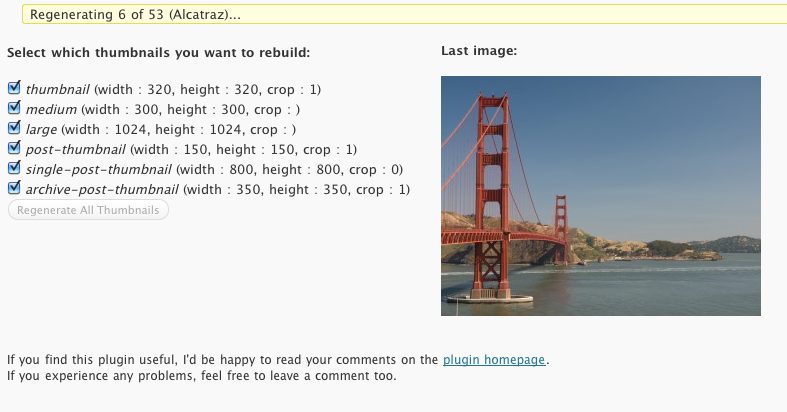 Regenerating 6 of 53 (Alcatraz)...
Select which thumbnails you want to rebuild:
Last image:
thumbnail (width : 320, height : 320, crop : 1)
medium (width : 300, height : 300, crop : )
large (width : 1024, height : 1024, crop : )
post-thumbnail (width : 150, height : 150, crop : 1)
single-post-thumbnail (width : 800, height : 800, crop : 0)
archive-post-thumbnail (width : 350, height : 350, crop : 1)
Regenerate All Thumbnails
If you find this plugin useful, I'd be happy to read your comments on the plugin homepage.
If you experience any problems, feel free to leave a comment too.